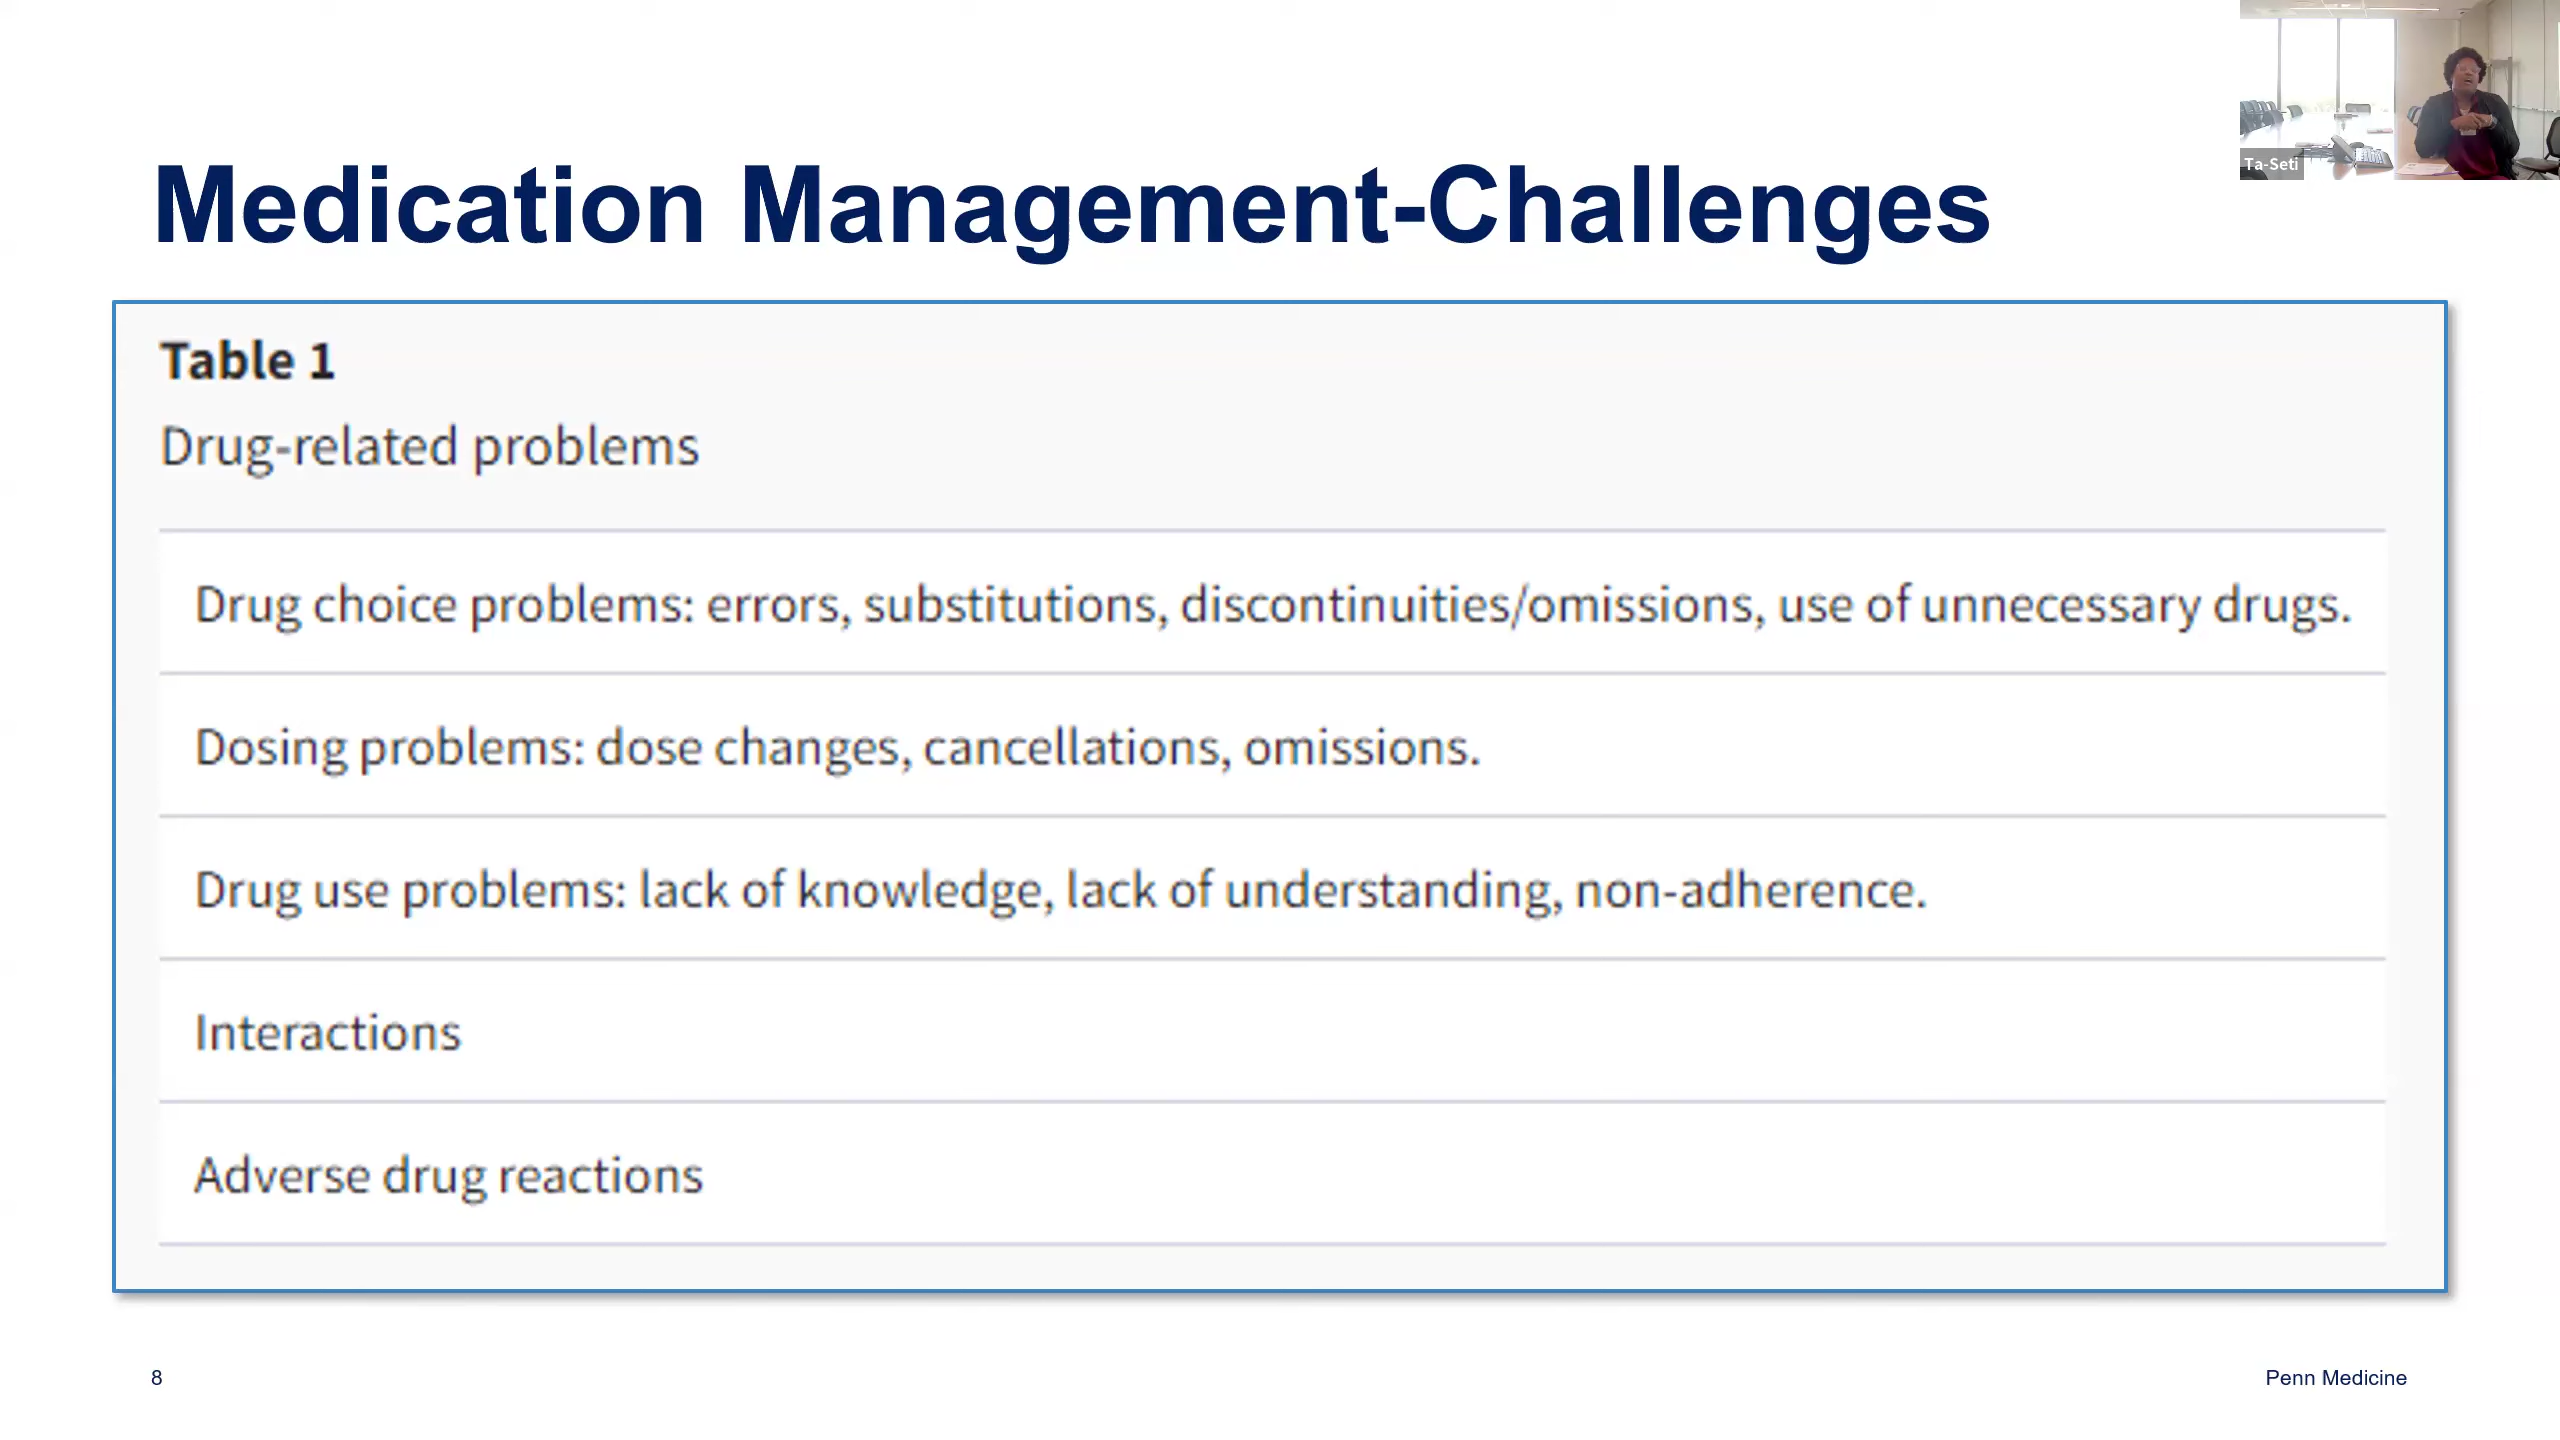 Ta-Seti
Medication Management-Challenges
Table 1
Drug-related problems
Drug choice problems: errors, substitutions, discontinuities/omissions, use of unnecessary drugs.
Dosing problems: dose changes, cancellations, omissions.
Drug use problems: lack of knowledge, lack of understanding, non-adherence.
Interactions
Adverse drug reactions
8
Penn Medicine